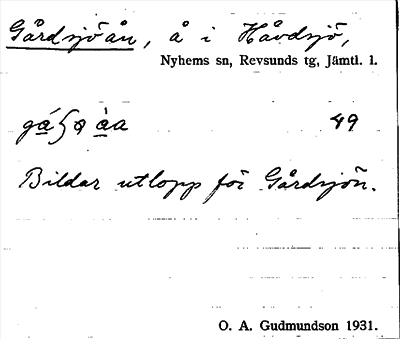 Gårdsjöån, å i Håvdsjö,
Nyhems sn, Revsunds tg, Jämtl. l.
49
Bildar utlopp för Gårdsjön.
O. A. Gudmundson 1931.